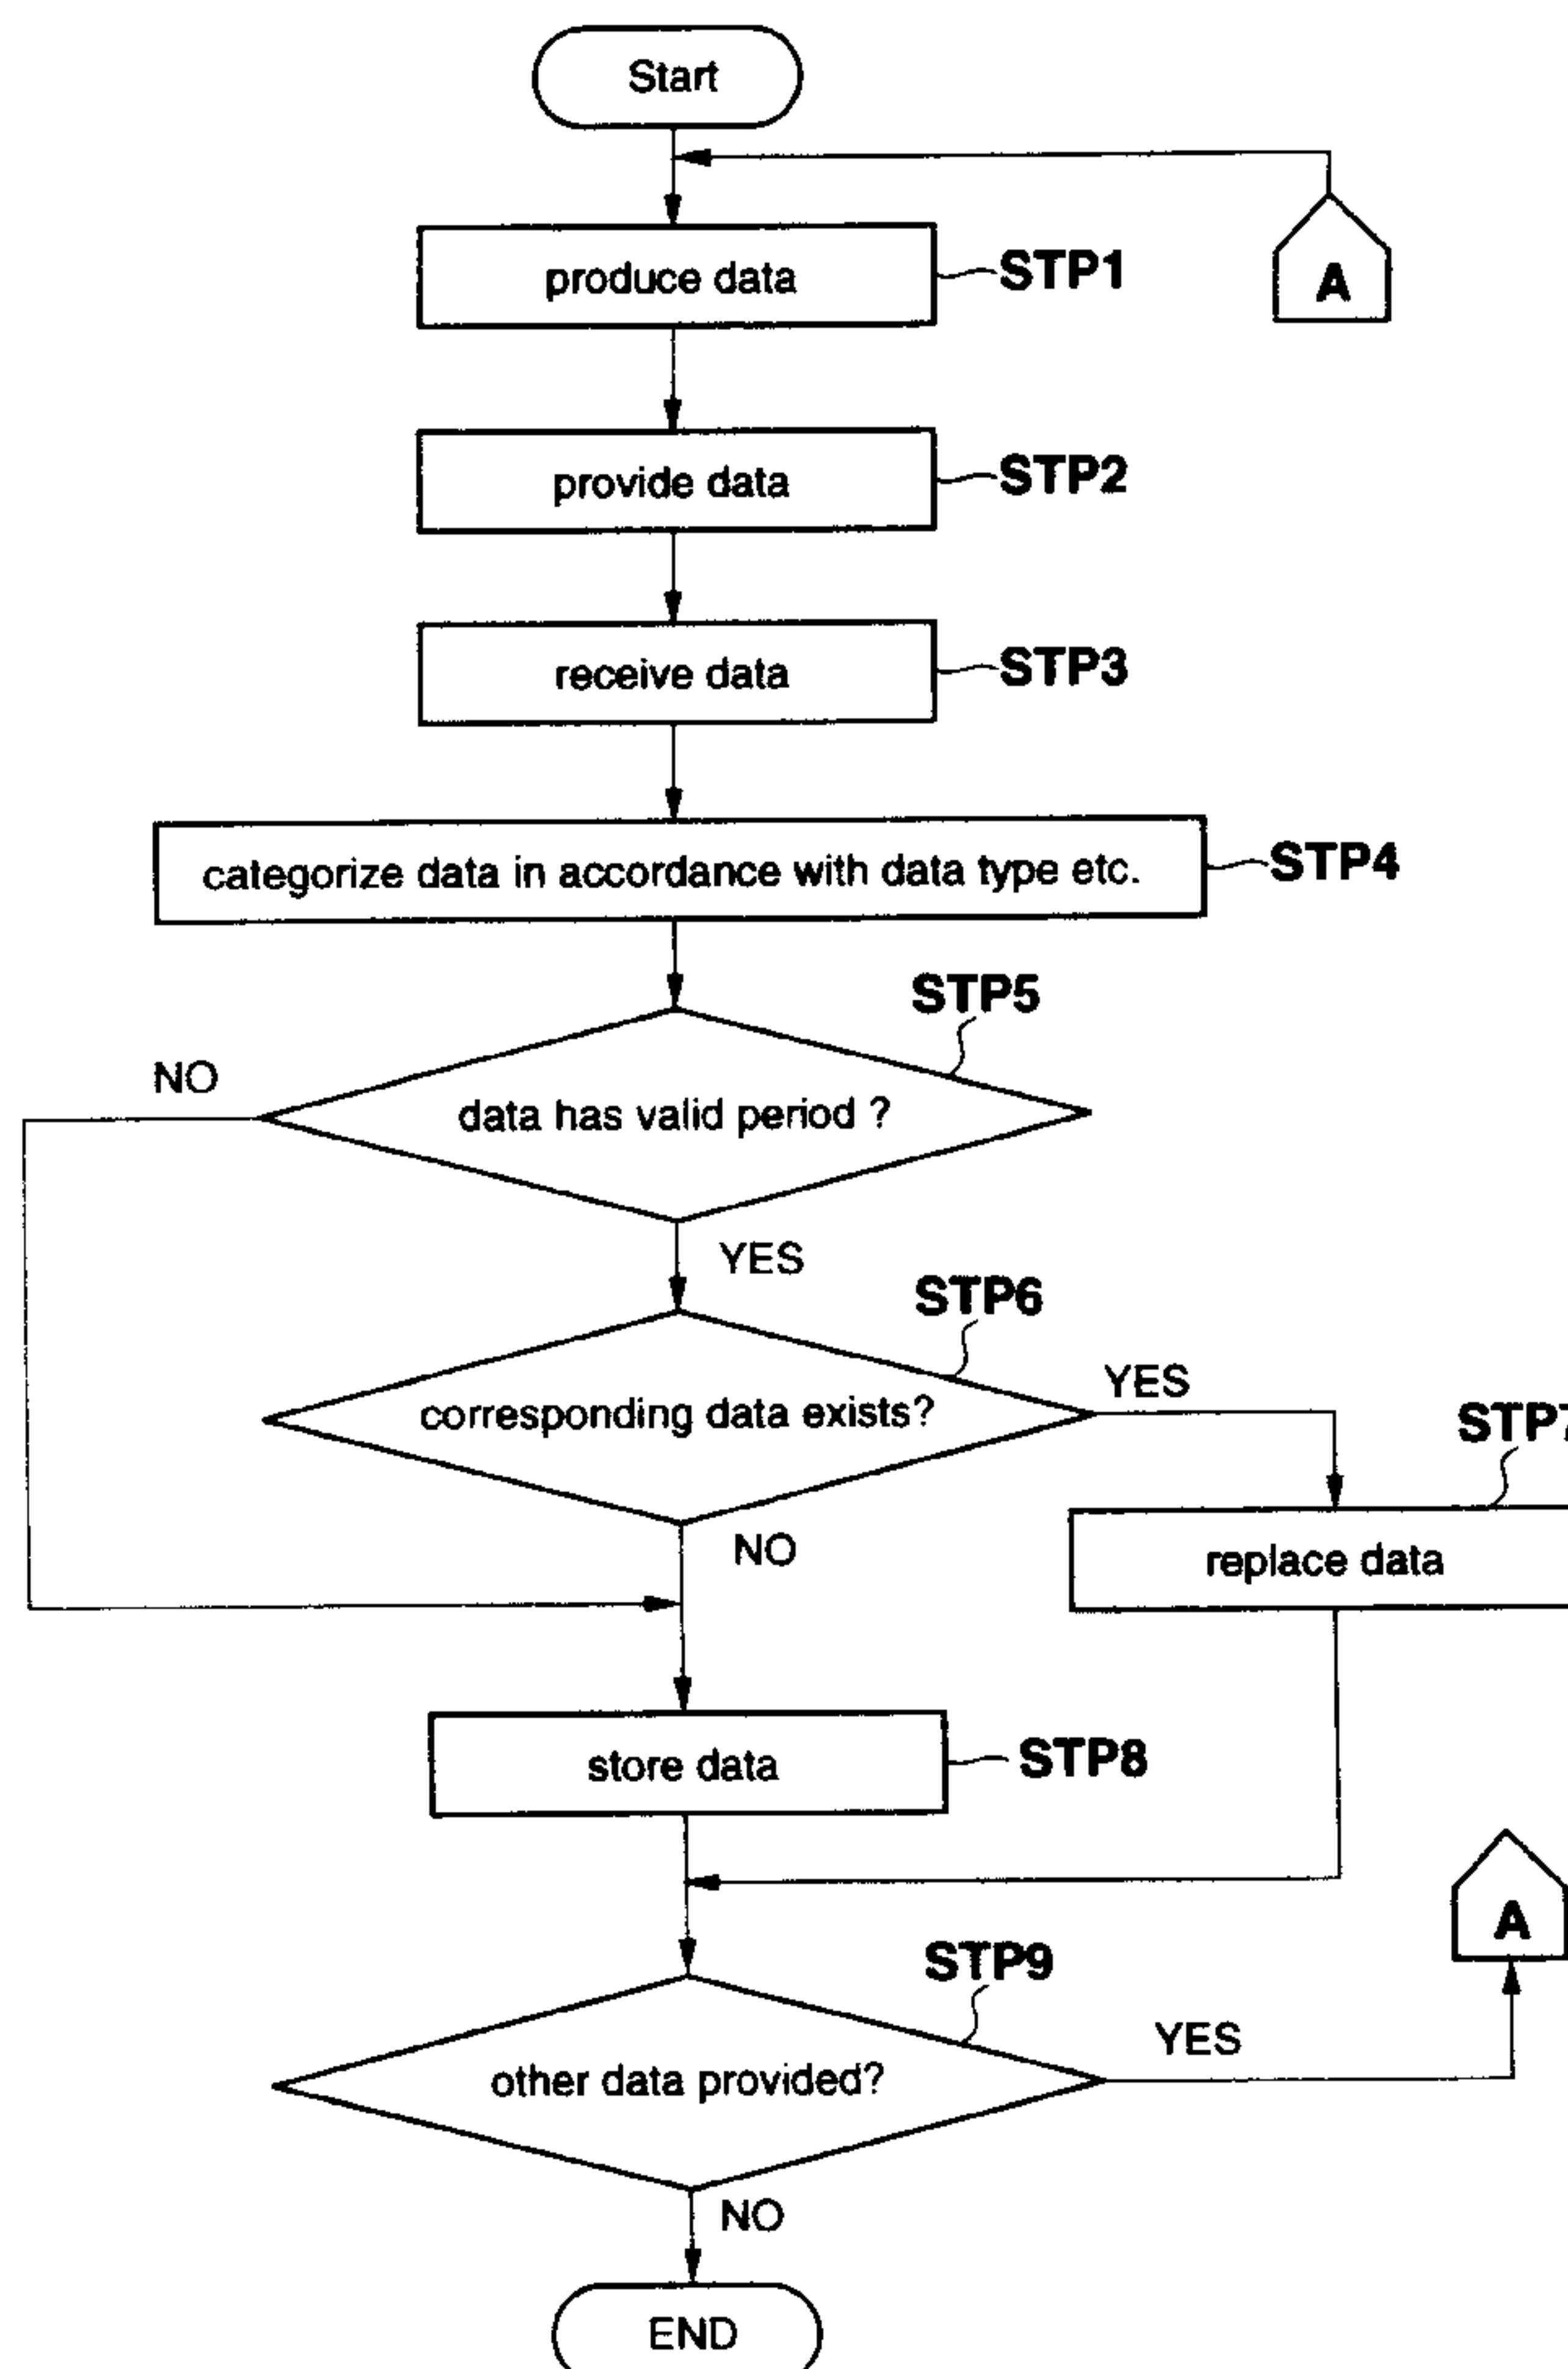 Start
produce data
STP1
A
provide data
STP2
receive data
STP3
categorize data in accordance with data type etc.
STP4
STP5
NO
data has valid period ?
YES
STP6
corresponding data exists?
YES
STP7
NO
replace data
store data
STP8
A
STP9
other data provided?
YES
NO
END